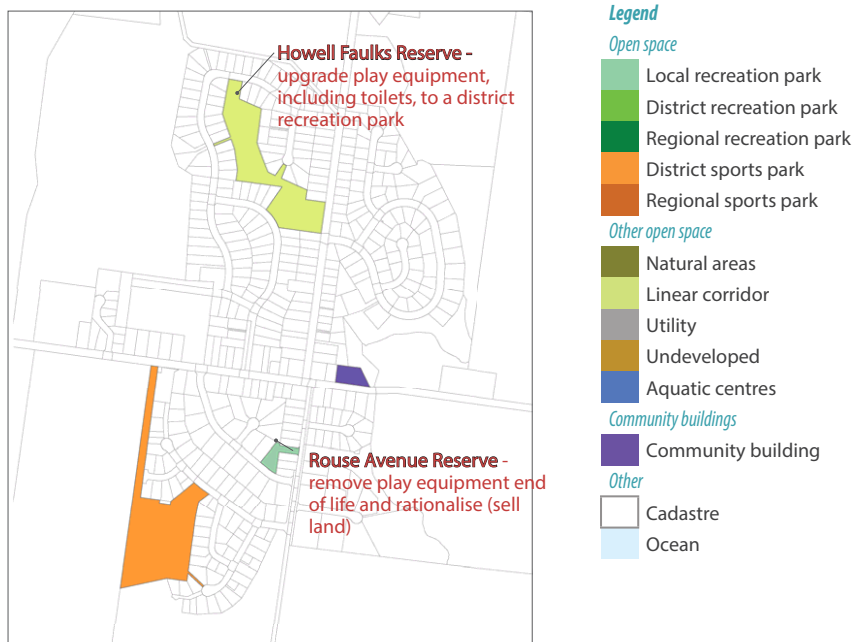 Howell Faulks Reserve -
upgrade play equipment,
including toilets, to a district
recreation park
Rouse Avenue Reserve -
remove play equipment end
of life and rationalise (sell
land)
Legend
Open space
Local recreation park
District recreation park
Regional recreation park
District sports park
Regional sports park
Other open space
Natural areas
Linear corridor
Utility
Undeveloped
Aquatic centres
Community buildings
Community building
Other
Cadastre
Ocean